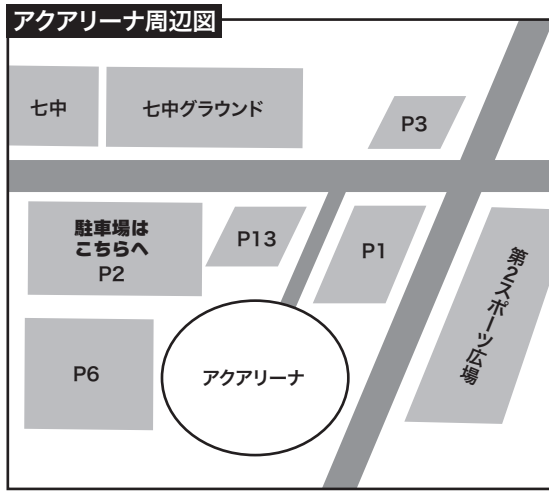 アクアリーナ周辺図
七中
七中グラウンド
P3
駐車場は
こちらへ
P2
P13
P1
第2スポーツ広場
P6
アクアリーナ